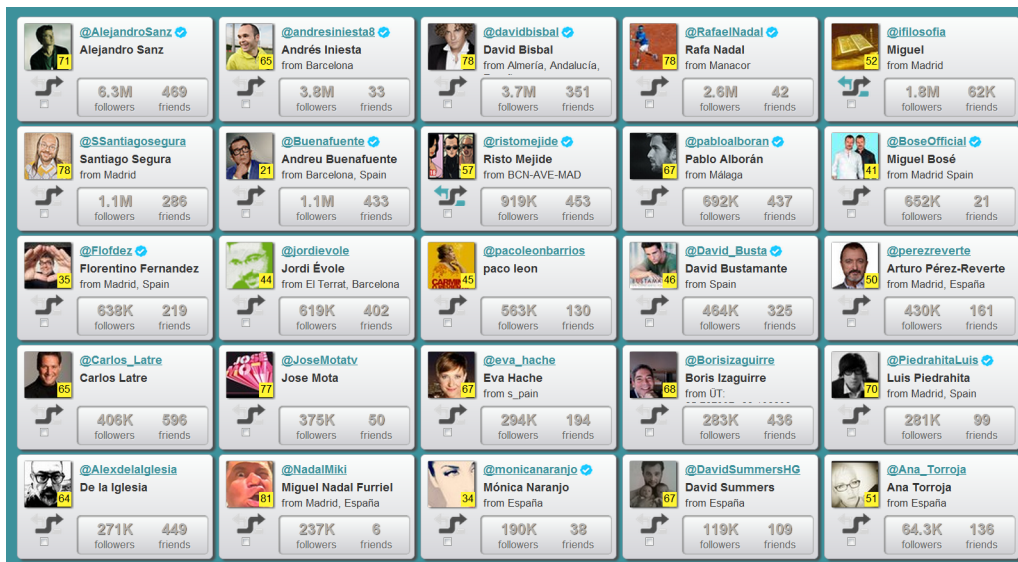 @AlejandroSanz
Alejandro Sanz
71
6.3M 469
followers friends
@andresiniesta8
Andrés Iniesta
from Barcelona
65
3.8M 33
followers friends
@davidbisbal
David Bisbal
from Almería, Andalucía,
78
3.7M 351
followers friends
@RafaelNadal
Rafa Nadal
from Manacor
78
2.6M 42
followers friends
@ifilosofia
Miguel
from Madrid
52
1.8M 62K
followers friends
@SSantiagosegura
Santiago Segura
from Madrid
78
1.1M 286
followers friends
@Buenafuente
Andreu Buenafuente
from Barcelona, Spain
21
1.1M 433
followers friends
@ristomejide
Risto Mejide
from BCN-AVE-MAD
57
919K 453
followers friends
@pabloalboran
Pablo Alborán
from Málaga
67
692K 437
followers friends
@BoseOfficial
Miguel Bosé
from Madrid Spain
41
652K 21
followers friends
@Flofdez
Florentino Fernandez
from Madrid, Spain
35
638K 219
followers friends
@jordievole
Jordi Évole
from El Terrat, Barcelona
44
619K 402
followers friends
@pacoleonbarrios
paco leon
CARMINA
45
563K 130
followers friends
@David_Busta
David Bustamante
from Spain
46
464K 325
followers friends
@perezreverte
Arturo Pérez-Reverte
from Madrid, España
50
430K 161
followers friends
@Carlos_Latre
Carlos Latre
65
406K 596
followers friends
@JoseMotatv
Jose Mota
JOSE
MOTA
77
375K 50
followers friends
@eva_hache
Eva Hache
from s_pain
67
294K 194
followers friends
@Borisizaguirre
Boris Izaguirre
from ÜT:
68
283K 436
followers friends
@PiedrahitaLuis
Luis Piedrahita
from Madrid, Spain
70
281K 99
followers friends
@AlexdelaIglesia
De la Iglesia
64
271K 449
followers friends
@NadalMiki
Miguel Nadal Furriel
from Madrid, España
81
237K 6
followers friends
@monicanaranjo
Mónica Naranjo
from España
34
190K 38
followers friends
@DavidSummersHG
David Summers
from España
67
119K 109
followers friends
@Ana_Torroja
Ana Torroja
from España
51
64.3K 136
followers friends